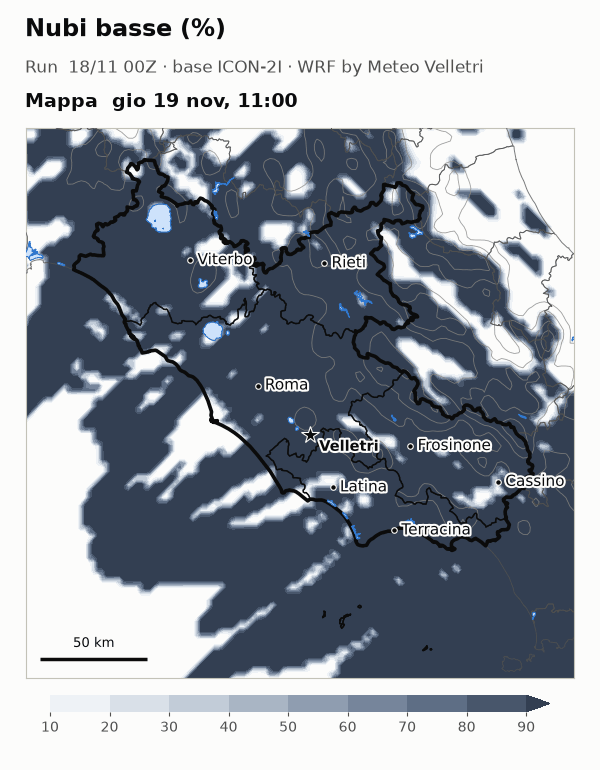 Nubi basse (%)
Run  18/11 00Z · base ICON-2I · WRF by Meteo Velletri
Mappa  gio 19 nov, 11:00
Viterbo
Rieti
Roma
Velletri
Frosinone
Latina
Cassino
Terracina
50 km
10 20 30 40 50 60 70 80 90